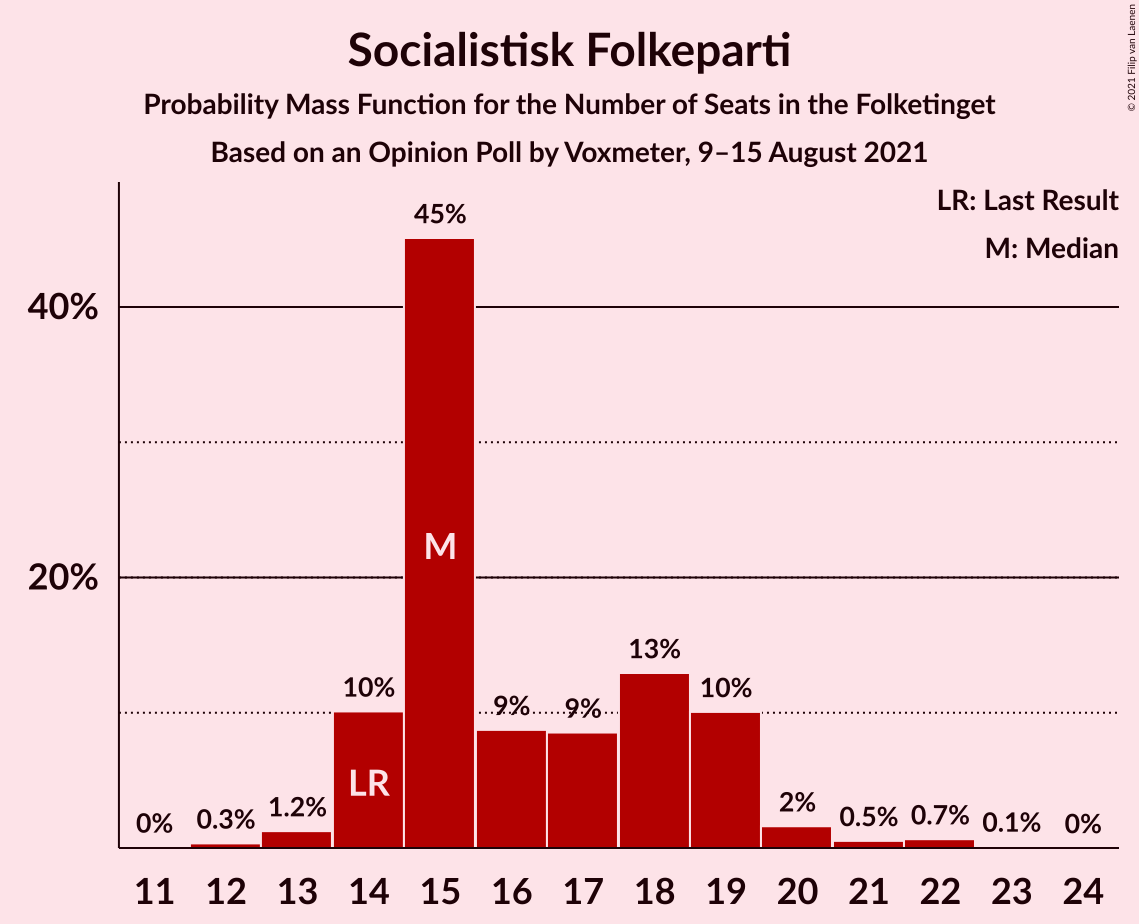 Socialistisk Folkeparti
Probability Mass Function for the Number of Seats in the Folketinget
Based on an Opinion Poll by Voxmeter, 9–15 August 2021
© 2021 Filip van Laenen
LR: Last Result
M: Median
40%
20%
0% 0.3% 1.2% 10% 45% 9% 9% 13% 10% 2% 0.5% 0.7% 0.1% 0%
LR M
11 12 13 14 15 16 17 18 19 20 21 22 23 24